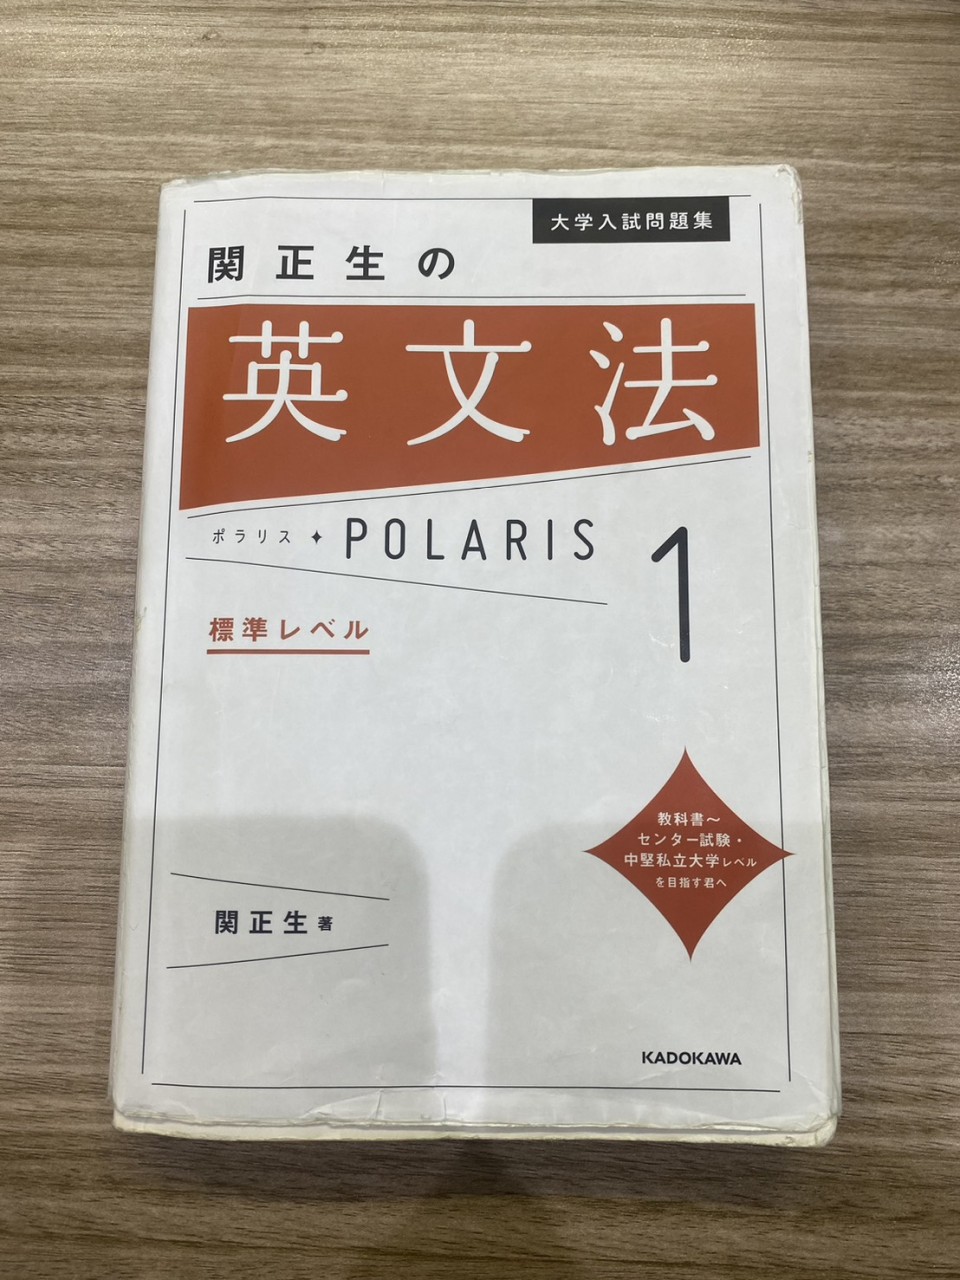 大学入試問題集
関正生の
英文法
ポラリス✦POLARIS 1
標準レベル
教科書〜
センター試験・
中堅私立大学レベル
を目指す君へ
関正生 著
KADOKAWA